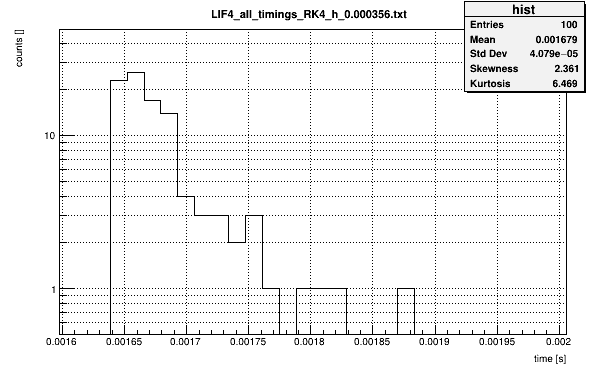 LIF4_all_timings_RK4_h_0.000356.txt
hist
Entries 100
Mean 0.001679
Std Dev 4.079e−05
Skewness 2.361
Kurtosis 6.469
counts []
10
1
0.0016 0.00165 0.0017 0.00175 0.0018 0.00185 0.0019 0.00195 0.002
time [s]